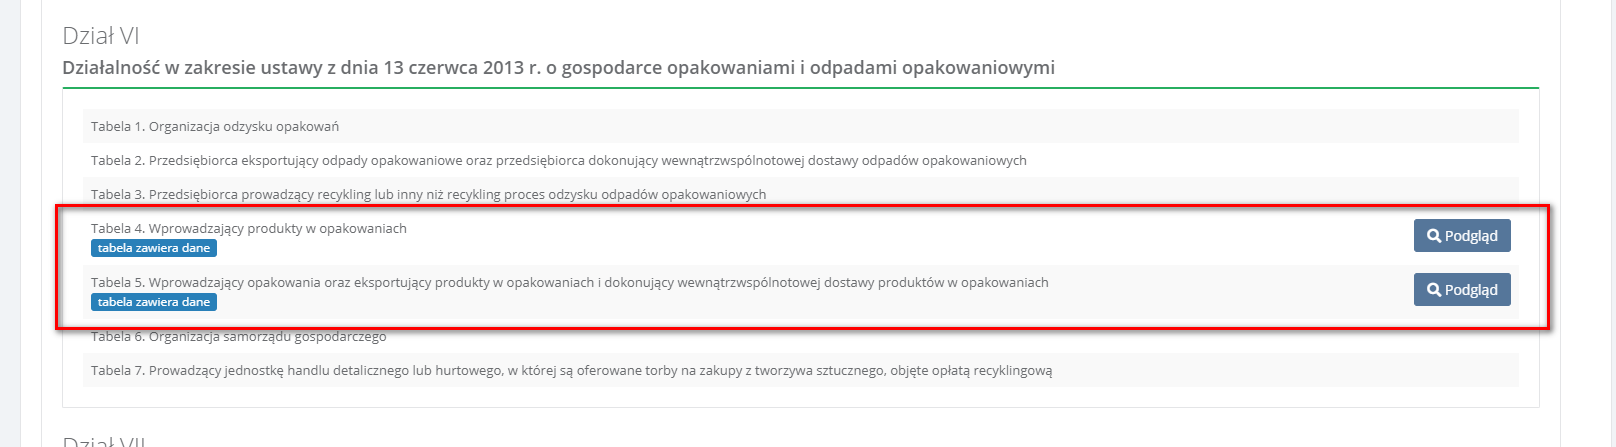 Dział VI
Działalność w zakresie ustawy z dnia 13 czerwca 2013 r. o gospodarce opakowaniami i odpadami opakowaniowymi
Tabela 1. Organizacja odzysku opakowań
Tabela 2. Przedsiębiorca eksportujący odpady opakowaniowe oraz przedsiębiorca dokonujący wewnątrzwspólnotowej dostawy odpadów opakowaniowych
Tabela 3. Przedsiębiorca prowadzący recykling lub inny niż recykling proces odzysku odpadów opakowaniowych
Tabela 4. Wprowadzający produkty w opakowaniach
tabela zawiera dane
Podgląd
Tabela 5. Wprowadzający opakowania oraz eksportujący produkty w opakowaniach i dokonujący wewnątrzwspólnotowej dostawy produktów w opakowaniach
tabela zawiera dane
Podgląd
Tabela 6. Organizacja samorządu gospodarczego
Tabela 7. Prowadzący jednostkę handlu detalicznego lub hurtowego, w której są oferowane torby na zakupy z tworzywa sztucznego, objęte opłatą recyklingową
Dział VII